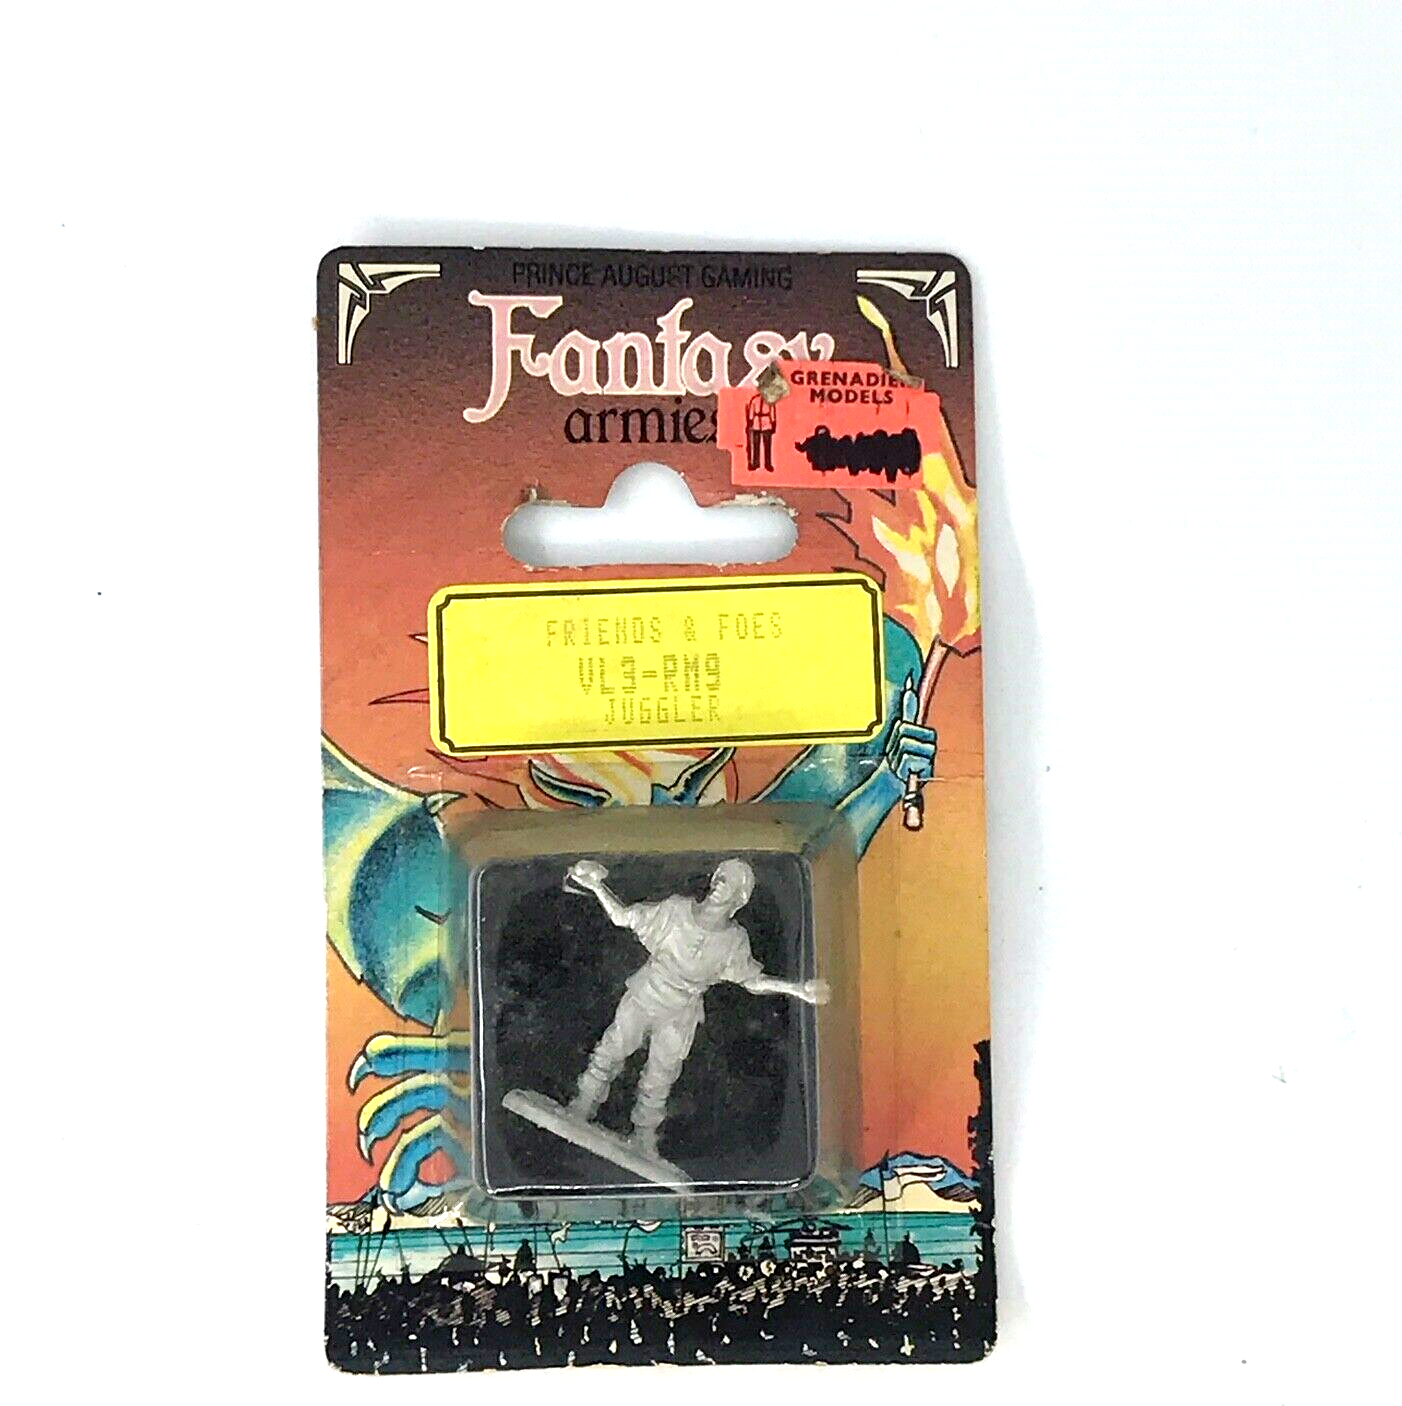 PRINCE AUGUST GAMING
Fantasy
armies
GRENADIER
MODELS
FRIENDS & FOES
VL3-RM9
JUGGLER